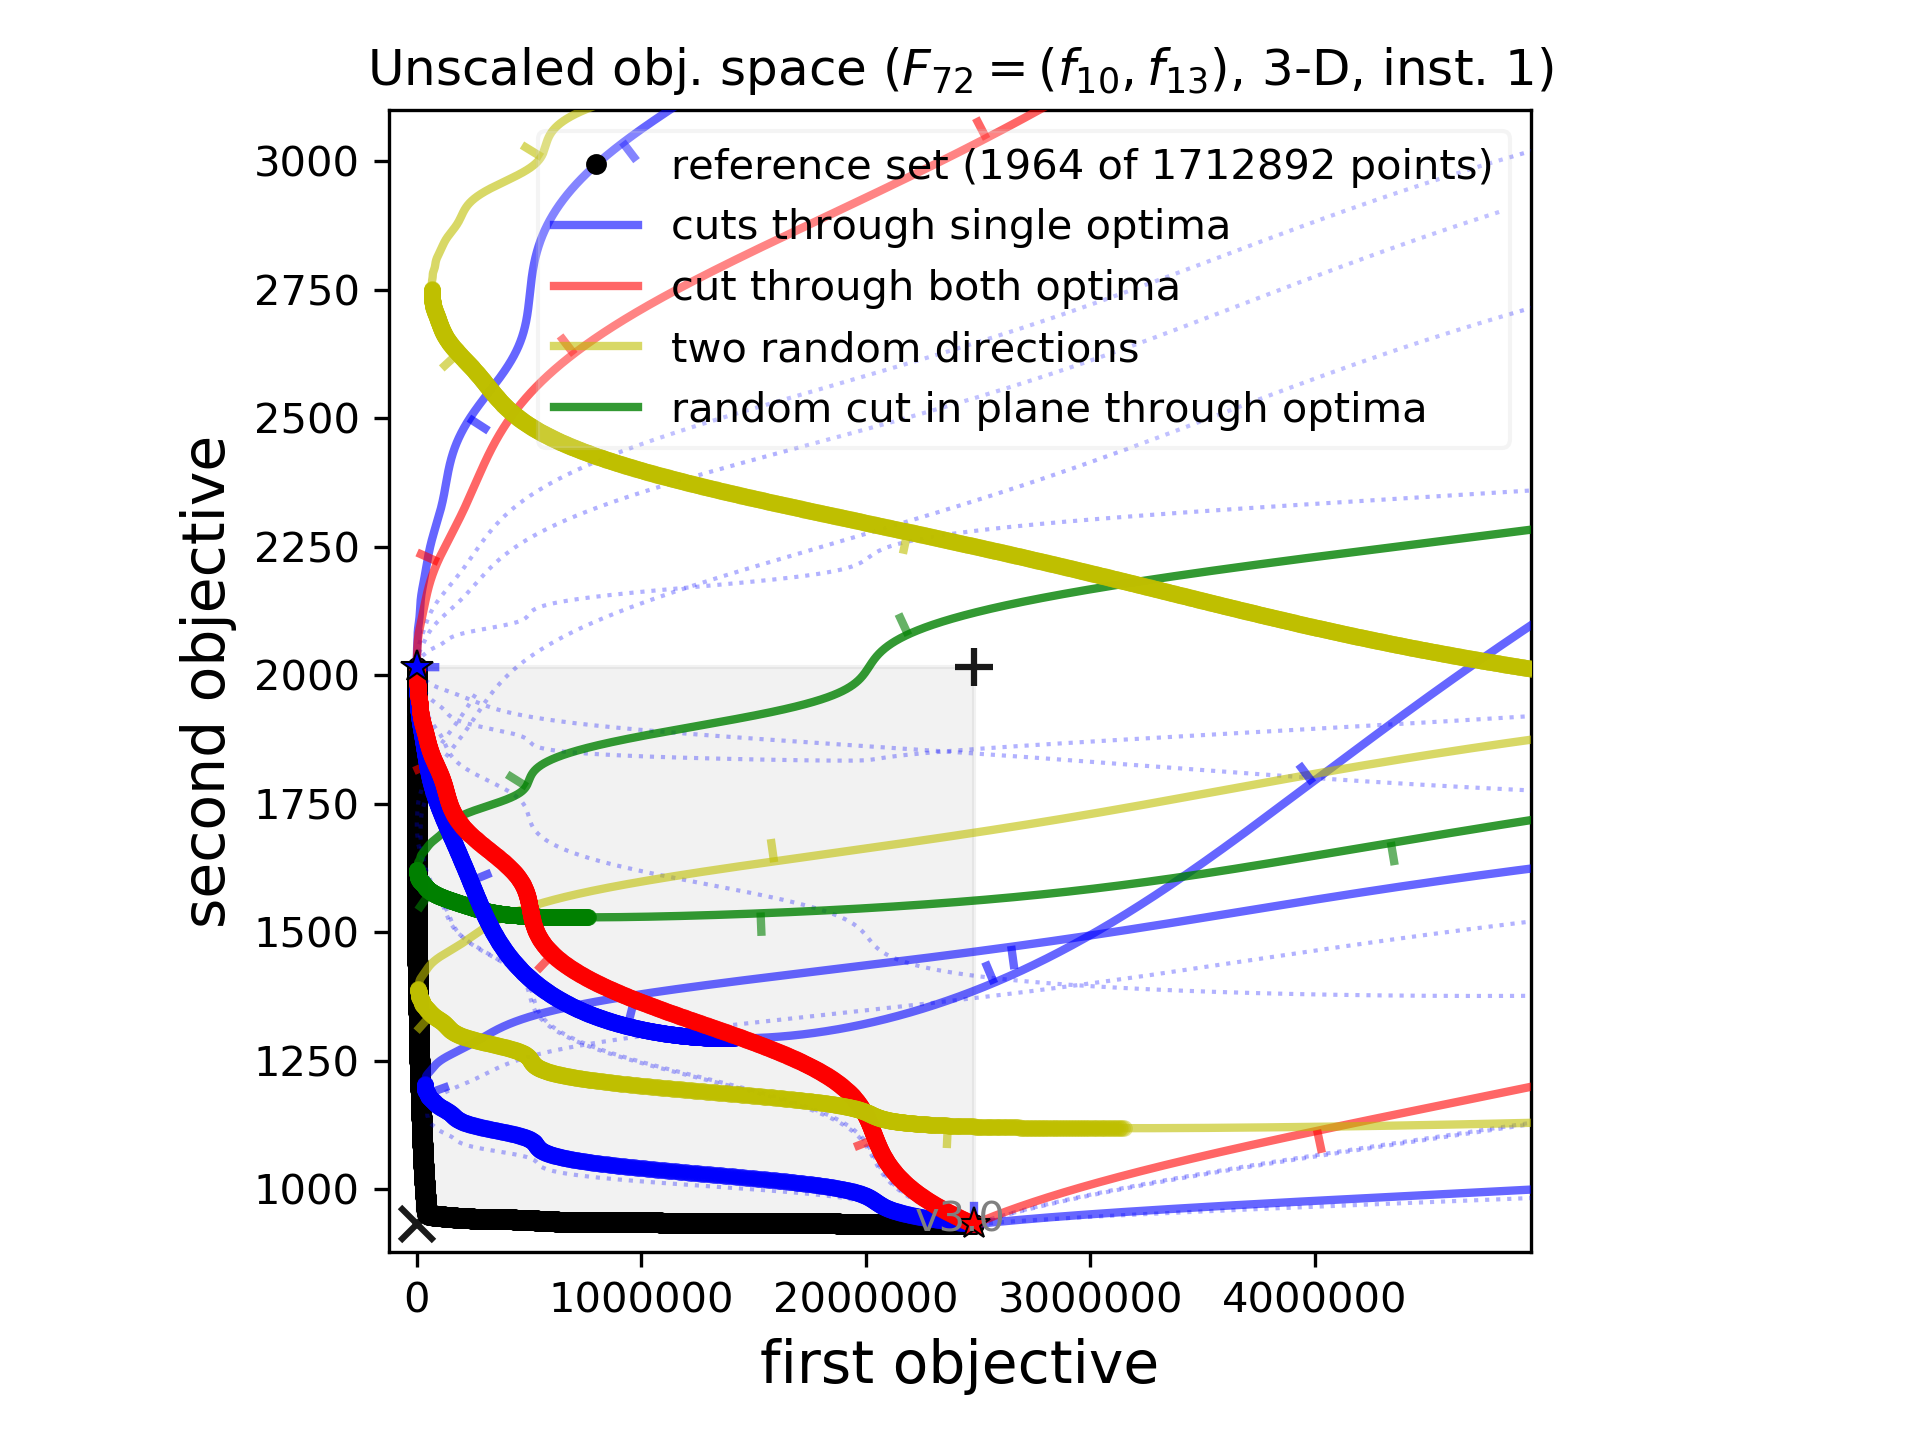 Unscaled obj. space (F72 = (f10, f13), 3-D, inst. 1)
reference set (1964 of 1712892 points)
cuts through single optima
cut through both optima
two random directions
random cut in plane through optima
3000
2750
2500
2250
2000
1750
1500
1250
1000
second objective
v3.0
0
1000000
2000000
3000000
4000000
first objective